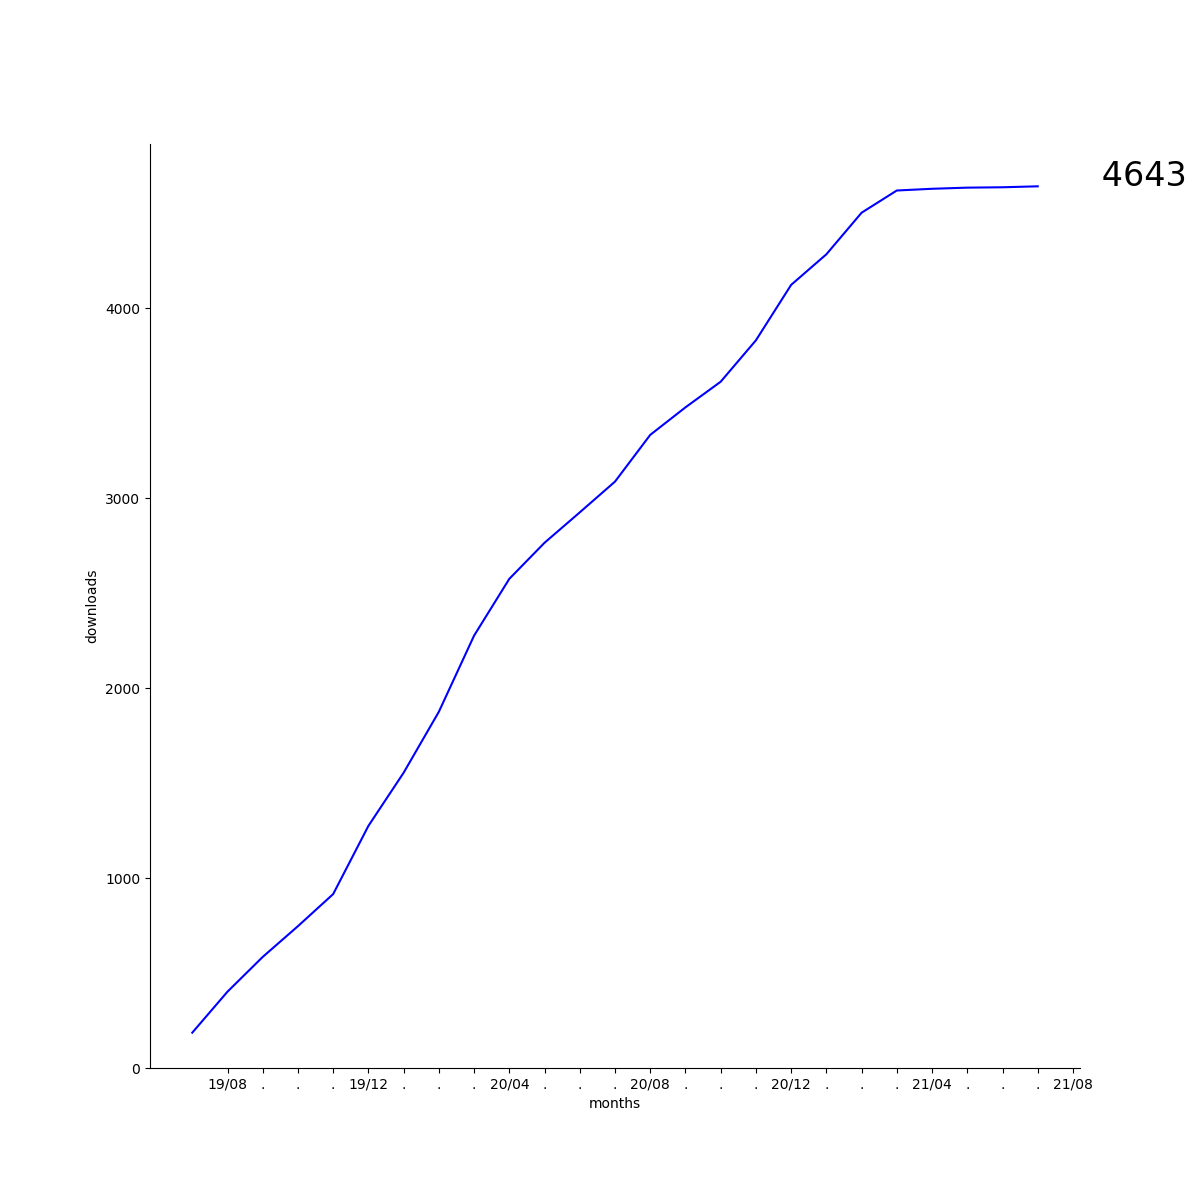 4643
4000
3000
2000
1000
0
downloads
19/08 . . . 19/12 . . . 20/04 . . . 20/08 . . . 20/12 . . . 21/04 . . . 21/08
months